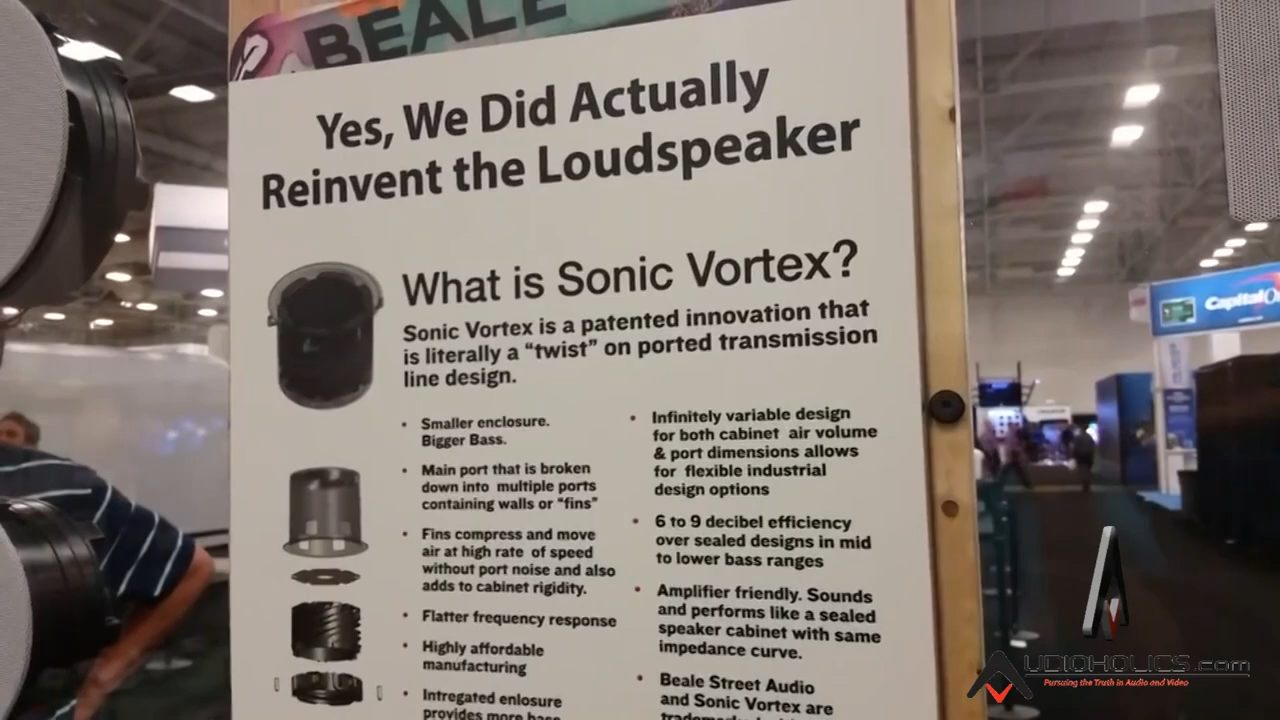 BEALE
Yes, We Did Actually
Reinvent the Loudspeaker
What is Sonic Vortex?
Sonic Vortex is a patented innovation that
is literally a “twist” on ported transmission
line design.
• Smaller enclosure.
Bigger Bass.
• Main port that is broken
down into multiple ports
containing walls or “fins”
• Fins compress and move
air at high rate of speed
without port noise and also
adds to cabinet rigidity.
• Flatter frequency response
• Highly affordable
manufacturing
• Intregated enlosure
provides more bass
• Infinitely variable design
for both cabinet air volume
& port dimensions allows
for flexible industrial
design options
• 6 to 9 decibel efficiency
over sealed designs in mid
to lower bass ranges
• Amplifier friendly. Sounds
and performs like a sealed
speaker cabinet with same
impedance curve.
• Beale Street Audio
and Sonic Vortex are
Capital
AUDIOHOLICS.com
Pursuing the Truth in Audio and Video